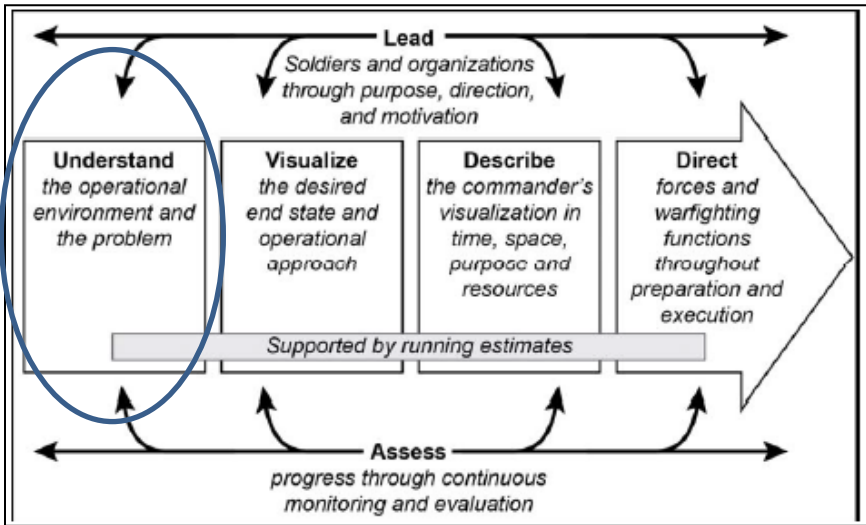 Lead
Soldiers and organizations
through purpose, direction,
and motivation
Understand
the operational
environment and
the problem
Visualize
the desired
end state and
operational
approach
Describe
the commander's
visualization in
time, space,
purpose and
resources
Direct
forces and
warfighting
functions
throughout
preparation and
execution
Supported by running estimates
Assess
progress through continuous
monitoring and evaluation